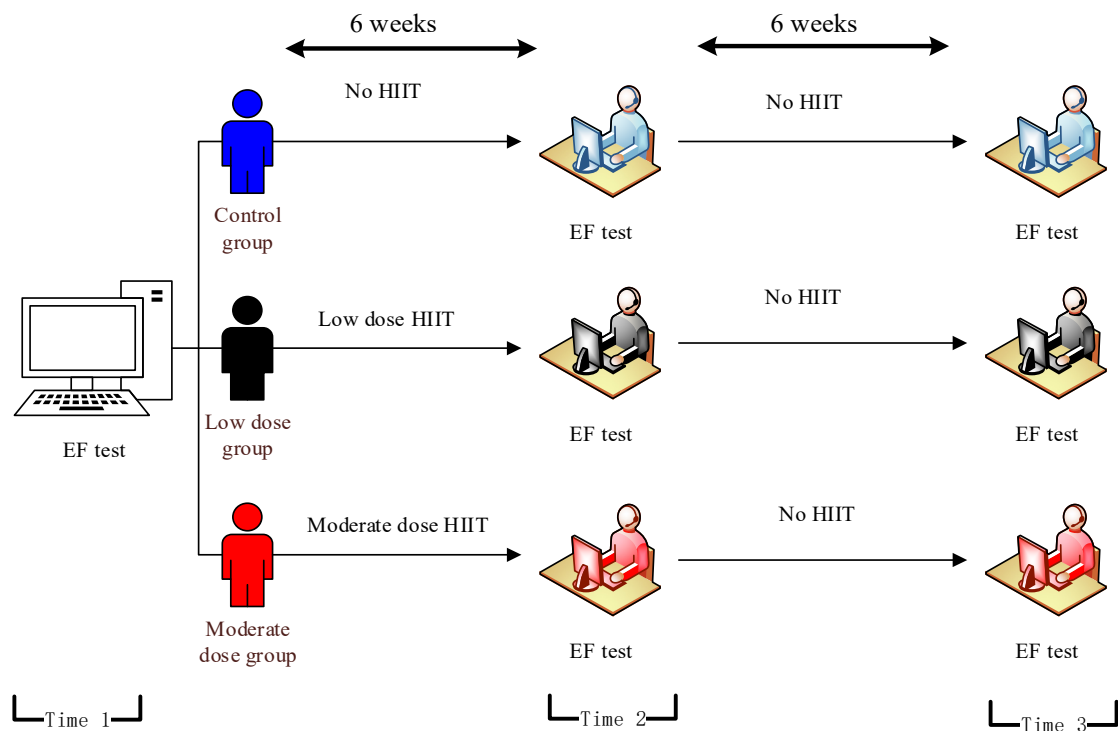 6 weeks
6 weeks
No HIIT
No HIIT
Control
group
EF test
EF test
Low dose HIIT
No HIIT
EF test
Low dose
group
EF test
EF test
Moderate dose HIIT
No HIIT
Moderate
dose group
EF test
EF test
Time 1
Time 2
Time 3